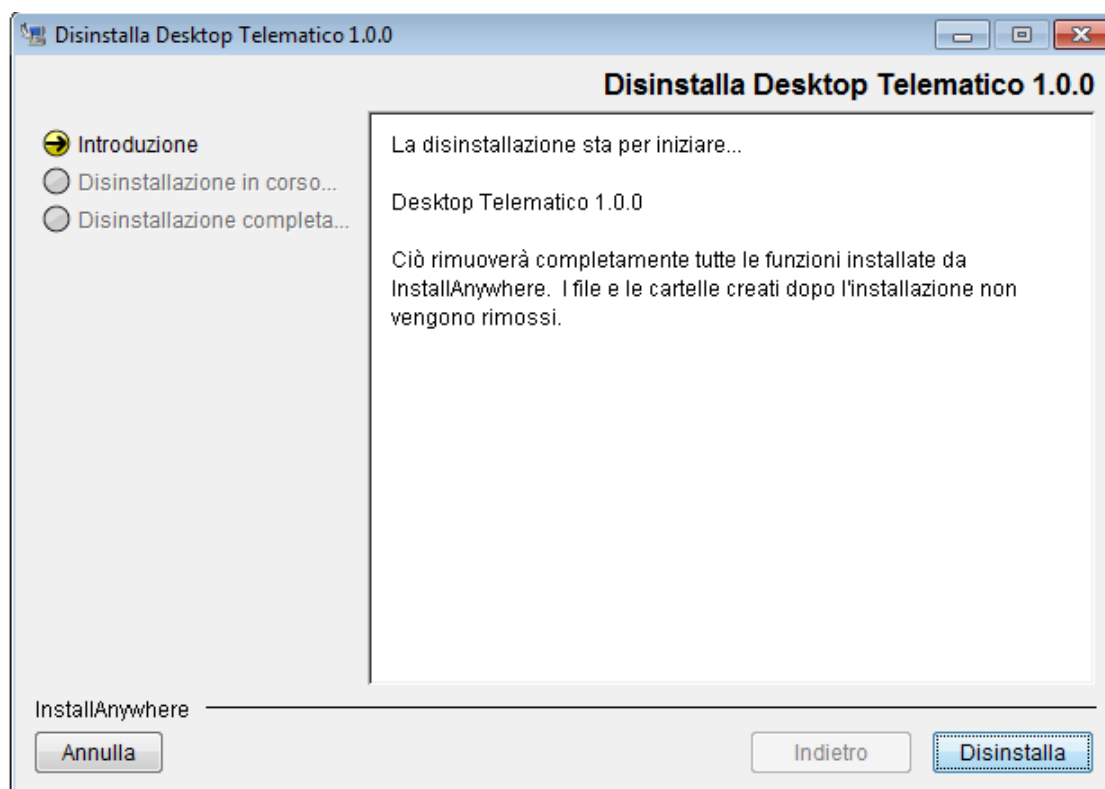 Disinstalla Desktop Telematico 1.0.0
Disinstalla Desktop Telematico 1.0.0
Introduzione
Disinstallazione in corso...
Disinstallazione completa...
La disinstallazione sta per iniziare...
Desktop Telematico 1.0.0
Ciò rimuoverà completamente tutte le funzioni installate da
InstallAnywhere.  I file e le cartelle creati dopo l'installazione non
vengono rimossi.
InstallAnywhere
Annulla
Indietro
Disinstalla